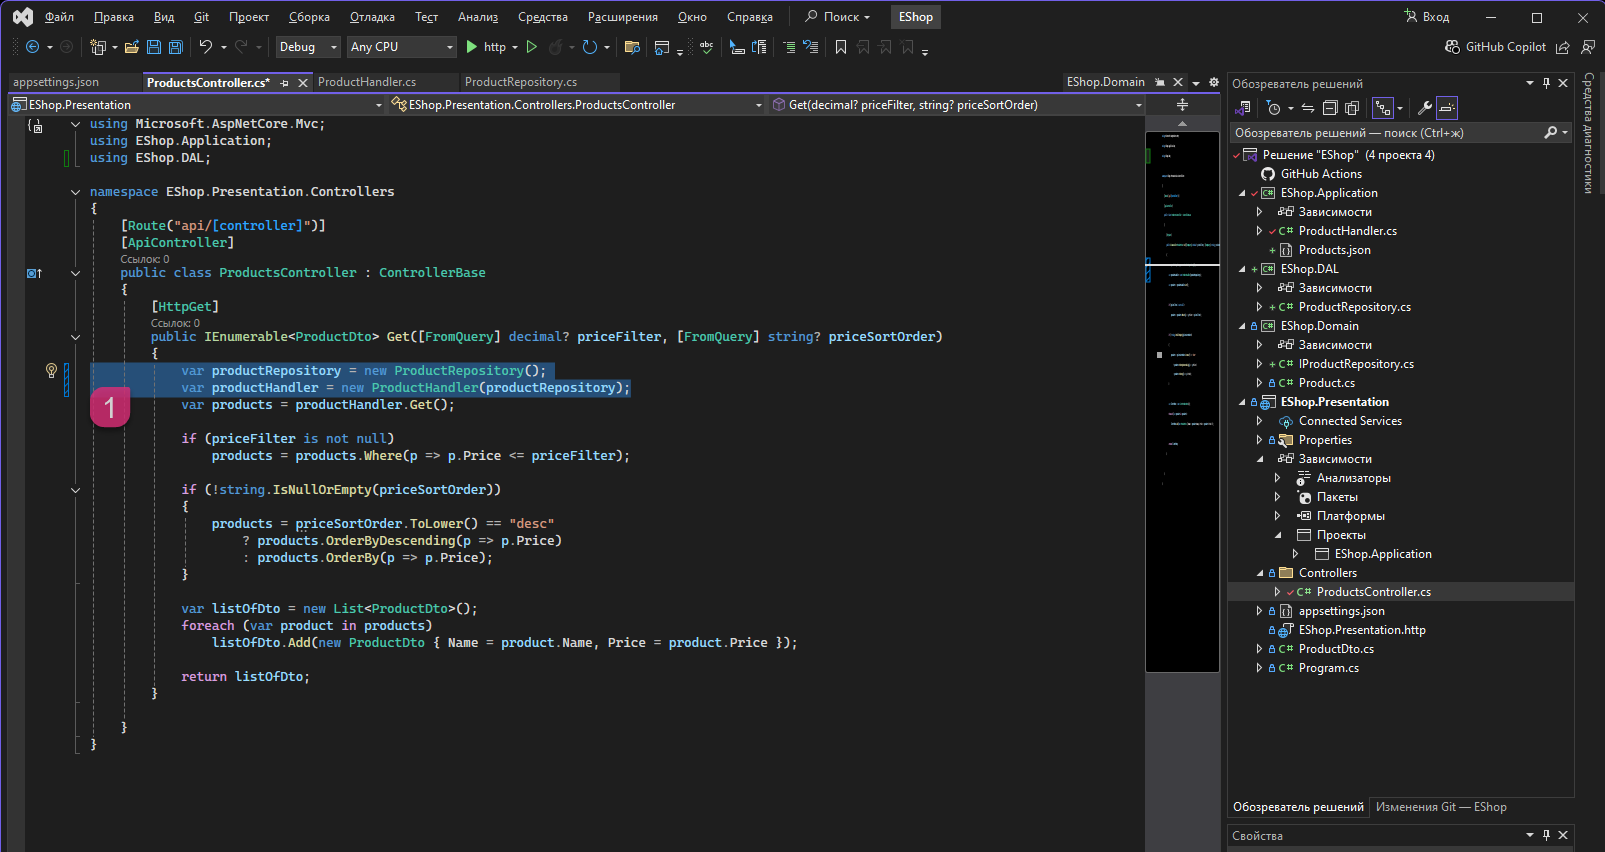 Файл Правка Вид Git Проект Сборка Отладка Тест Анализ Средства Расширения Окно Справка Поиск EShop Вход
Debug Any CPU http abc GitHub Copilot
appsettings.json ProductsController.cs* ProductHandler.cs ProductRepository.cs EShop.Domain
EShop.Presentation EShop.Presentation.Controllers.ProductsController Get(decimal? priceFilter, string? priceSortOrder)
using Microsoft.AspNetCore.Mvc;
using EShop.Application;
using EShop.DAL;
namespace EShop.Presentation.Controllers
{
[Route("api/[controller]")]
[ApiController]
Ссылок: 0
public class ProductsController : ControllerBase
{
[HttpGet]
Ссылок: 0
public IEnumerable<ProductDto> Get([FromQuery] decimal? priceFilter, [FromQuery] string? priceSortOrder)
{
var productRepository = new ProductRepository();
var productHandler = new ProductHandler(productRepository);
1
var products = productHandler.Get();
if (priceFilter is not null)
products = products.Where(p => p.Price <= priceFilter);
if (!string.IsNullOrEmpty(priceSortOrder))
{
products = priceSortOrder.ToLower() == "desc"
? products.OrderByDescending(p => p.Price)
: products.OrderBy(p => p.Price);
}
var listOfDto = new List<ProductDto>();
foreach (var product in products)
listOfDto.Add(new ProductDto { Name = product.Name, Price = product.Price });
return listOfDto;
}
}
}
Обозреватель решений
Обозреватель решений — поиск (Ctrl+ж)
Решение "EShop" (4 проекта 4)
GitHub Actions
EShop.Application
Зависимости
C# ProductHandler.cs
Products.json
EShop.DAL
Зависимости
C# ProductRepository.cs
EShop.Domain
Зависимости
C# IProductRepository.cs
C# Product.cs
EShop.Presentation
Connected Services
Properties
Зависимости
Анализаторы
Пакеты
Платформы
Проекты
EShop.Application
Controllers
C# ProductsController.cs
appsettings.json
EShop.Presentation.http
C# ProductDto.cs
C# Program.cs
Обозреватель решений Изменения Git — EShop
Свойства
Средства диагностики